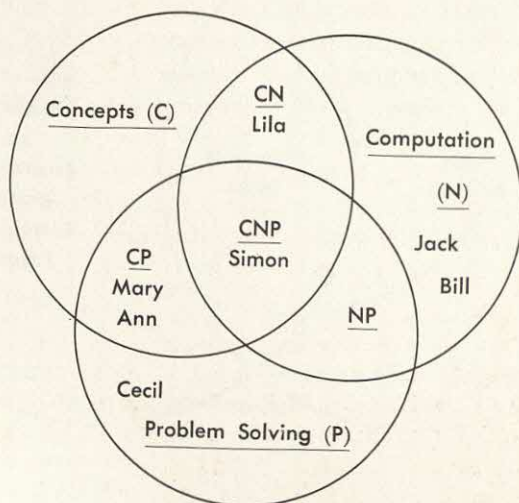 CN
Lila
Concepts (C)
Computation
(N)
Jack
Bill
CNP
Simon
CP
Mary
Ann
NP
Cecil
Problem Solving (P)